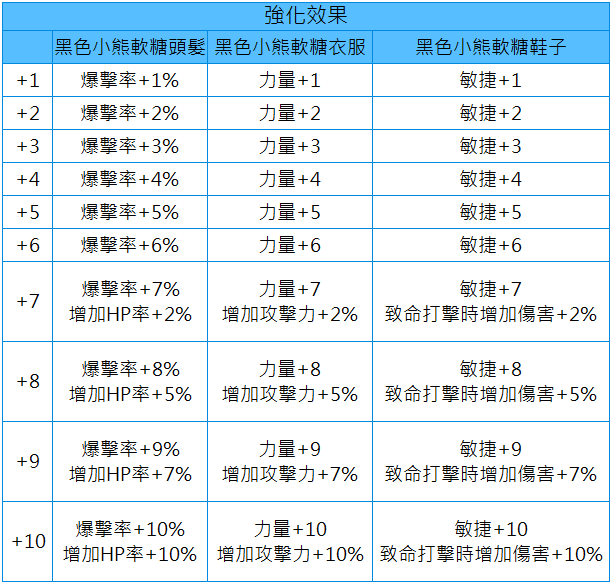 強化效果
黑色小熊軟糖頭髮 黑色小熊軟糖衣服 黑色小熊軟糖鞋子
+1 爆擊率+1% 力量+1 敏捷+1
+2 爆擊率+2% 力量+2 敏捷+2
+3 爆擊率+3% 力量+3 敏捷+3
+4 爆擊率+4% 力量+4 敏捷+4
+5 爆擊率+5% 力量+5 敏捷+5
+6 爆擊率+6% 力量+6 敏捷+6
+7 爆擊率+7% 力量+7 敏捷+7
增加HP率+2% 增加攻擊力+2% 致命打擊時增加傷害+2%
+8 爆擊率+8% 力量+8 敏捷+8
增加HP率+5% 增加攻擊力+5% 致命打擊時增加傷害+5%
+9 爆擊率+9% 力量+9 敏捷+9
增加HP率+7% 增加攻擊力+7% 致命打擊時增加傷害+7%
+10 爆擊率+10% 力量+10 敏捷+10
增加HP率+10% 增加攻擊力+10% 致命打擊時增加傷害+10%